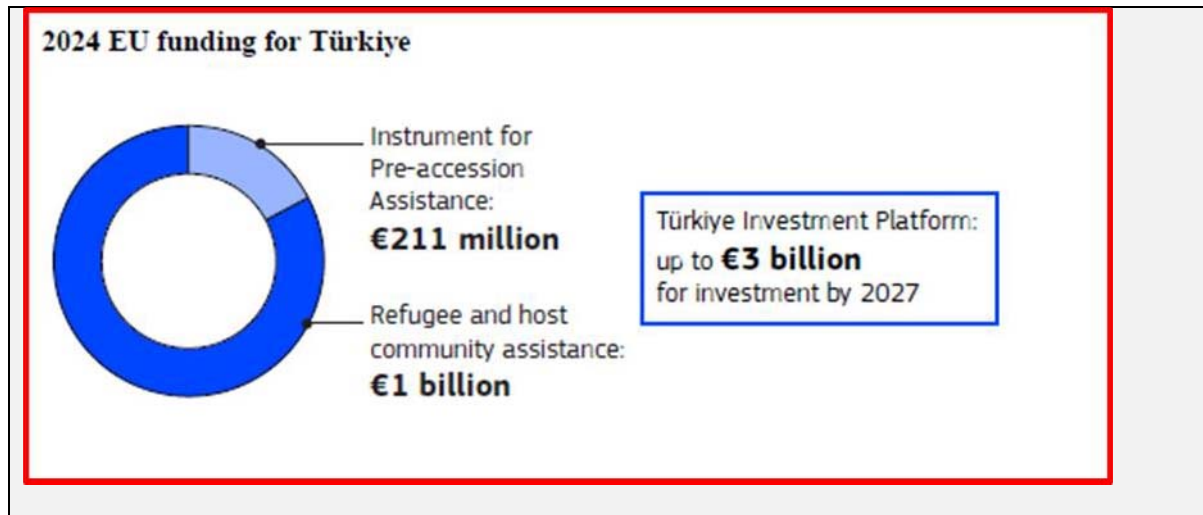 2024 EU funding for Türkiye
Instrument for
Pre-accession
Assistance:
€211 million
Refugee and host
community assistance:
€1 billion
Türkiye Investment Platform:
up to €3 billion
for investment by 2027